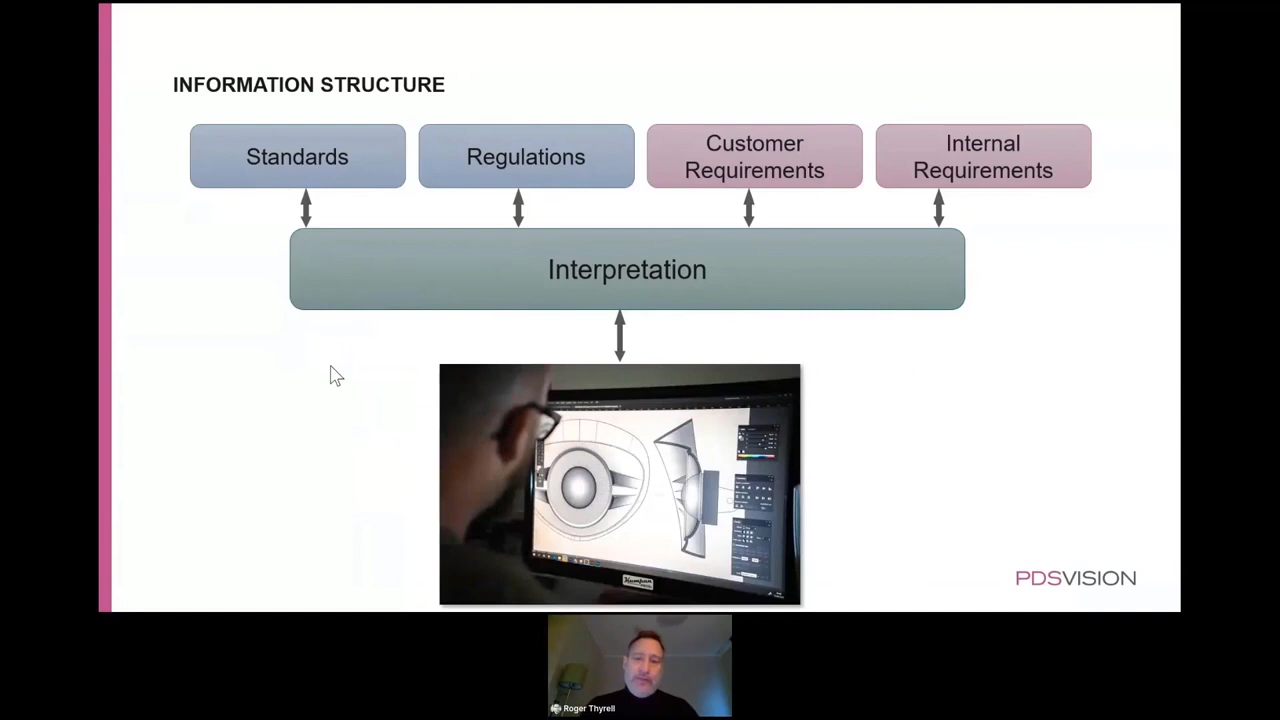 INFORMATION STRUCTURE
Standards
Regulations
Customer
Requirements
Internal
Requirements
Interpretation
PDSVISION
Roger Thyrell